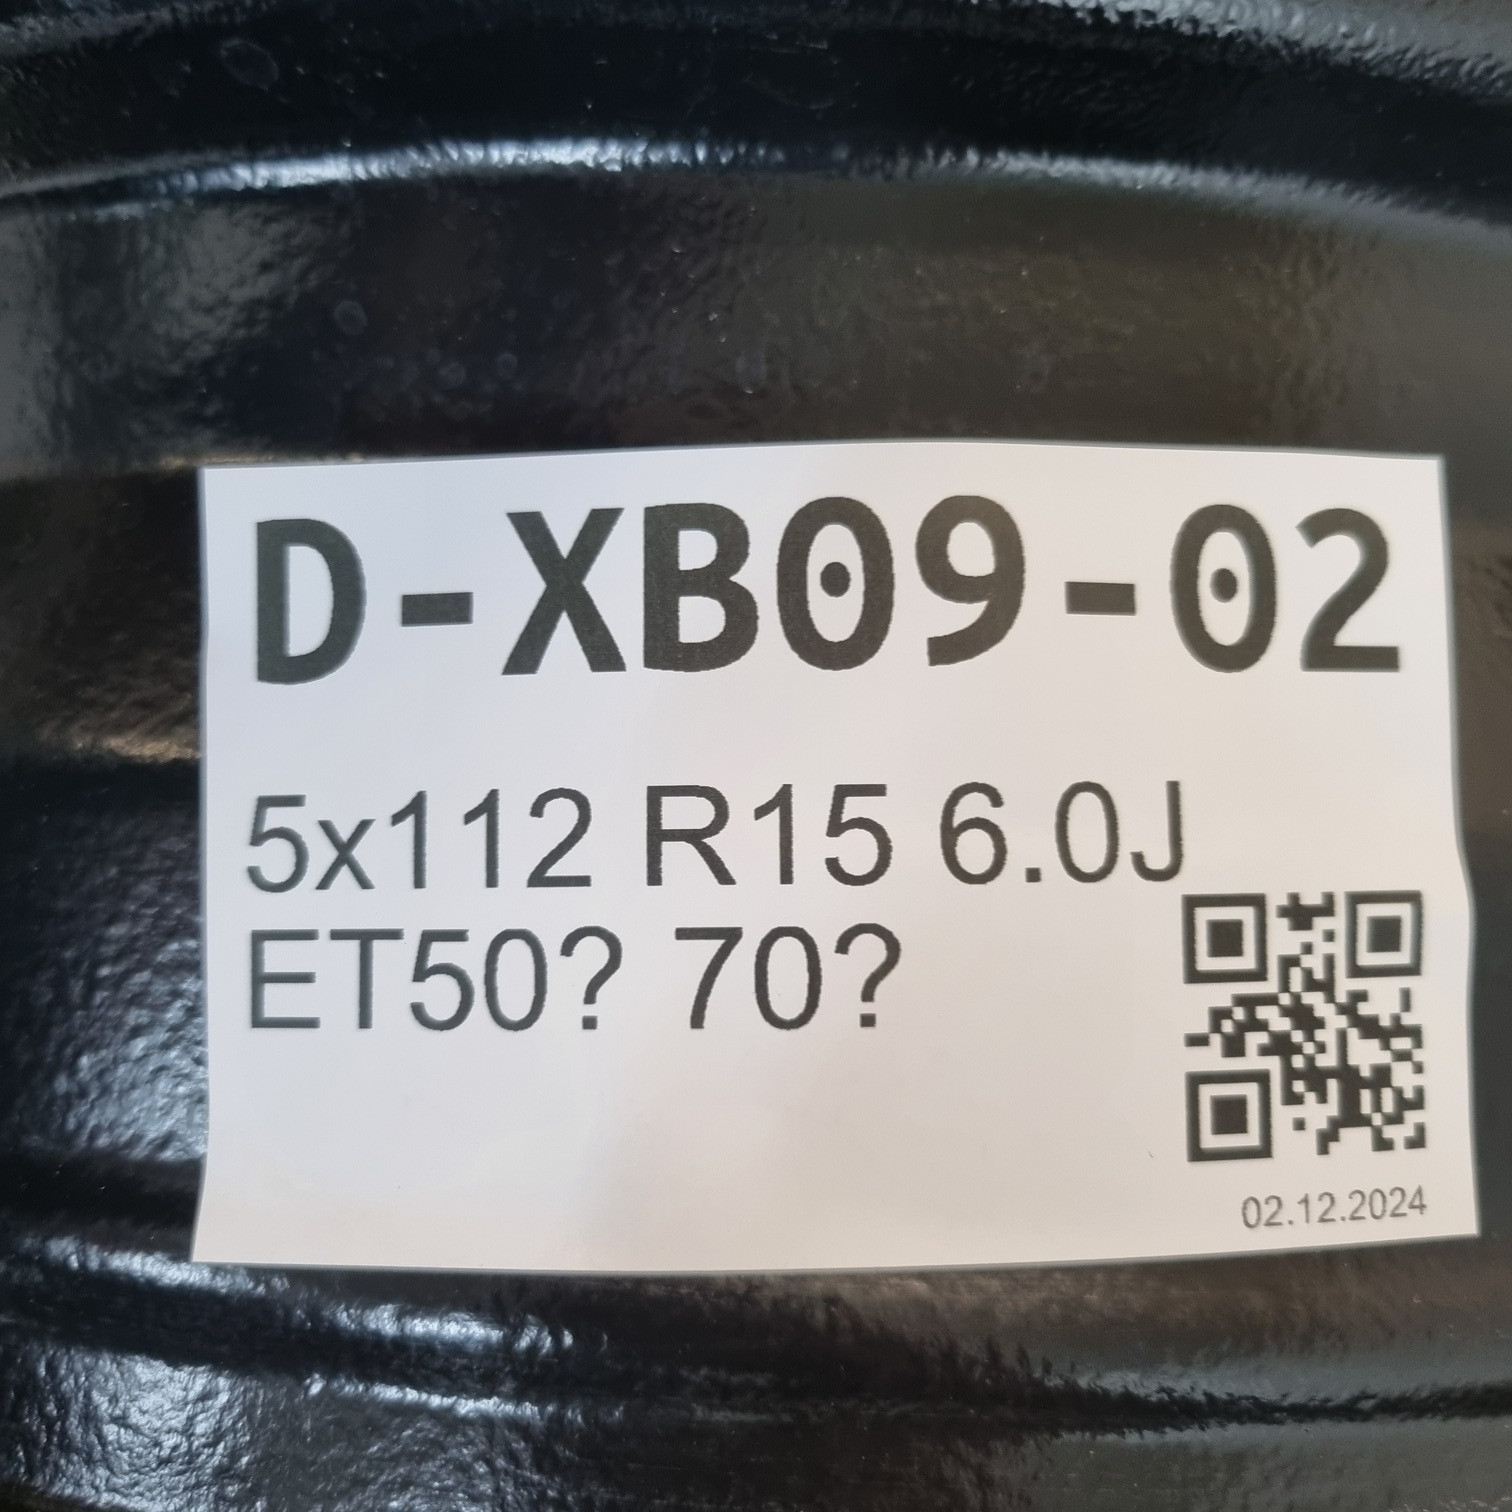 D-XB09-02
5x112 R15 6.0J
ET50? 70?
02.12.2024